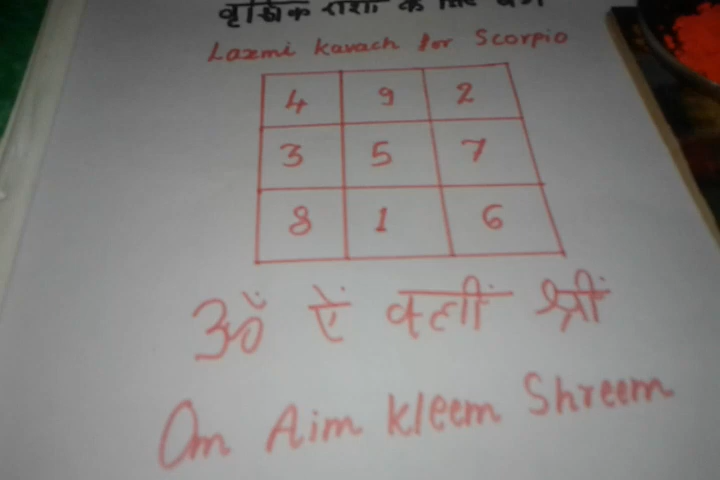 वृश्चिक राशी के लिए
Laxmi kavach for Scorpio
4 9 2
3 5 7
8 1 6
ॐ ऐं क्लीं श्रीं
Om Aim kleem Shreem